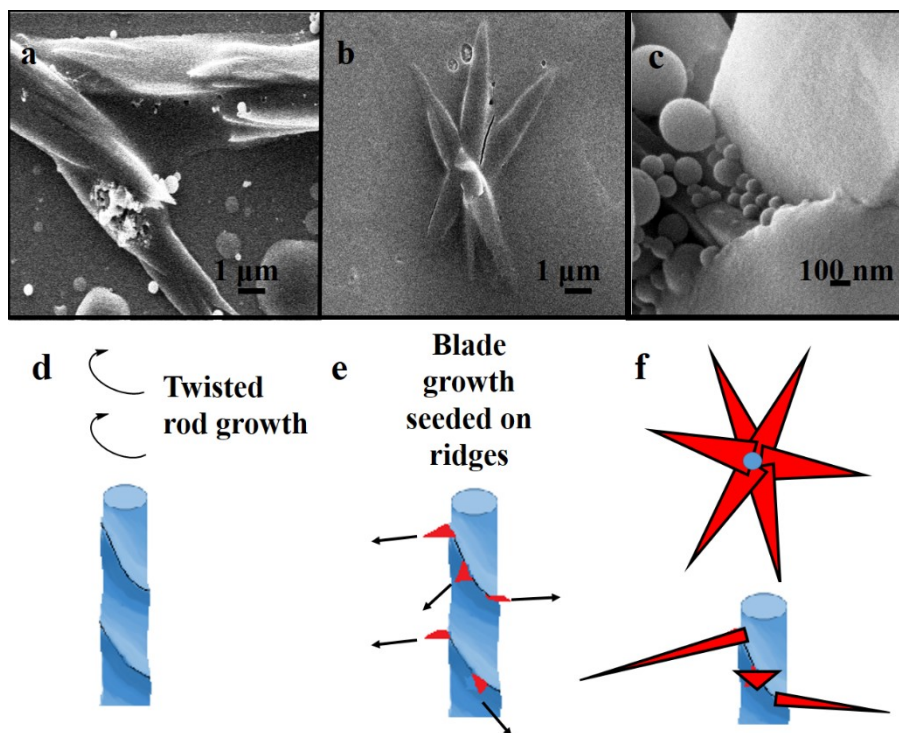 a
b
c
1 μm
1 μm
100 nm
d
Twisted
rod growth
e
Blade
growth
seeded on
ridges
f